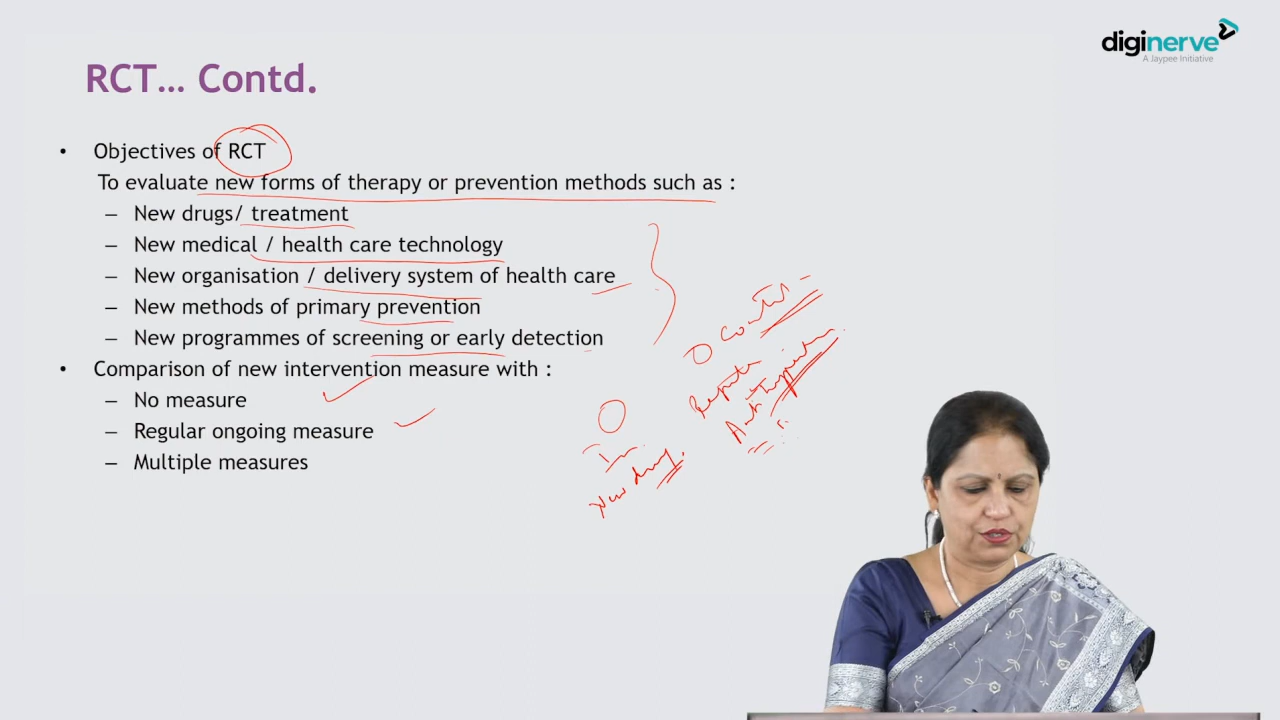 diginerve
A Jaypee Initiative
RCT... Contd.
• Objectives of RCT
To evaluate new forms of therapy or prevention methods such as :
– New drugs/ treatment
– New medical / health care technology
– New organisation / delivery system of health care
– New methods of primary prevention
– New programmes of screening or early detection
• Comparison of new intervention measure with :
– No measure
– Regular ongoing measure
– Multiple measures
New drug